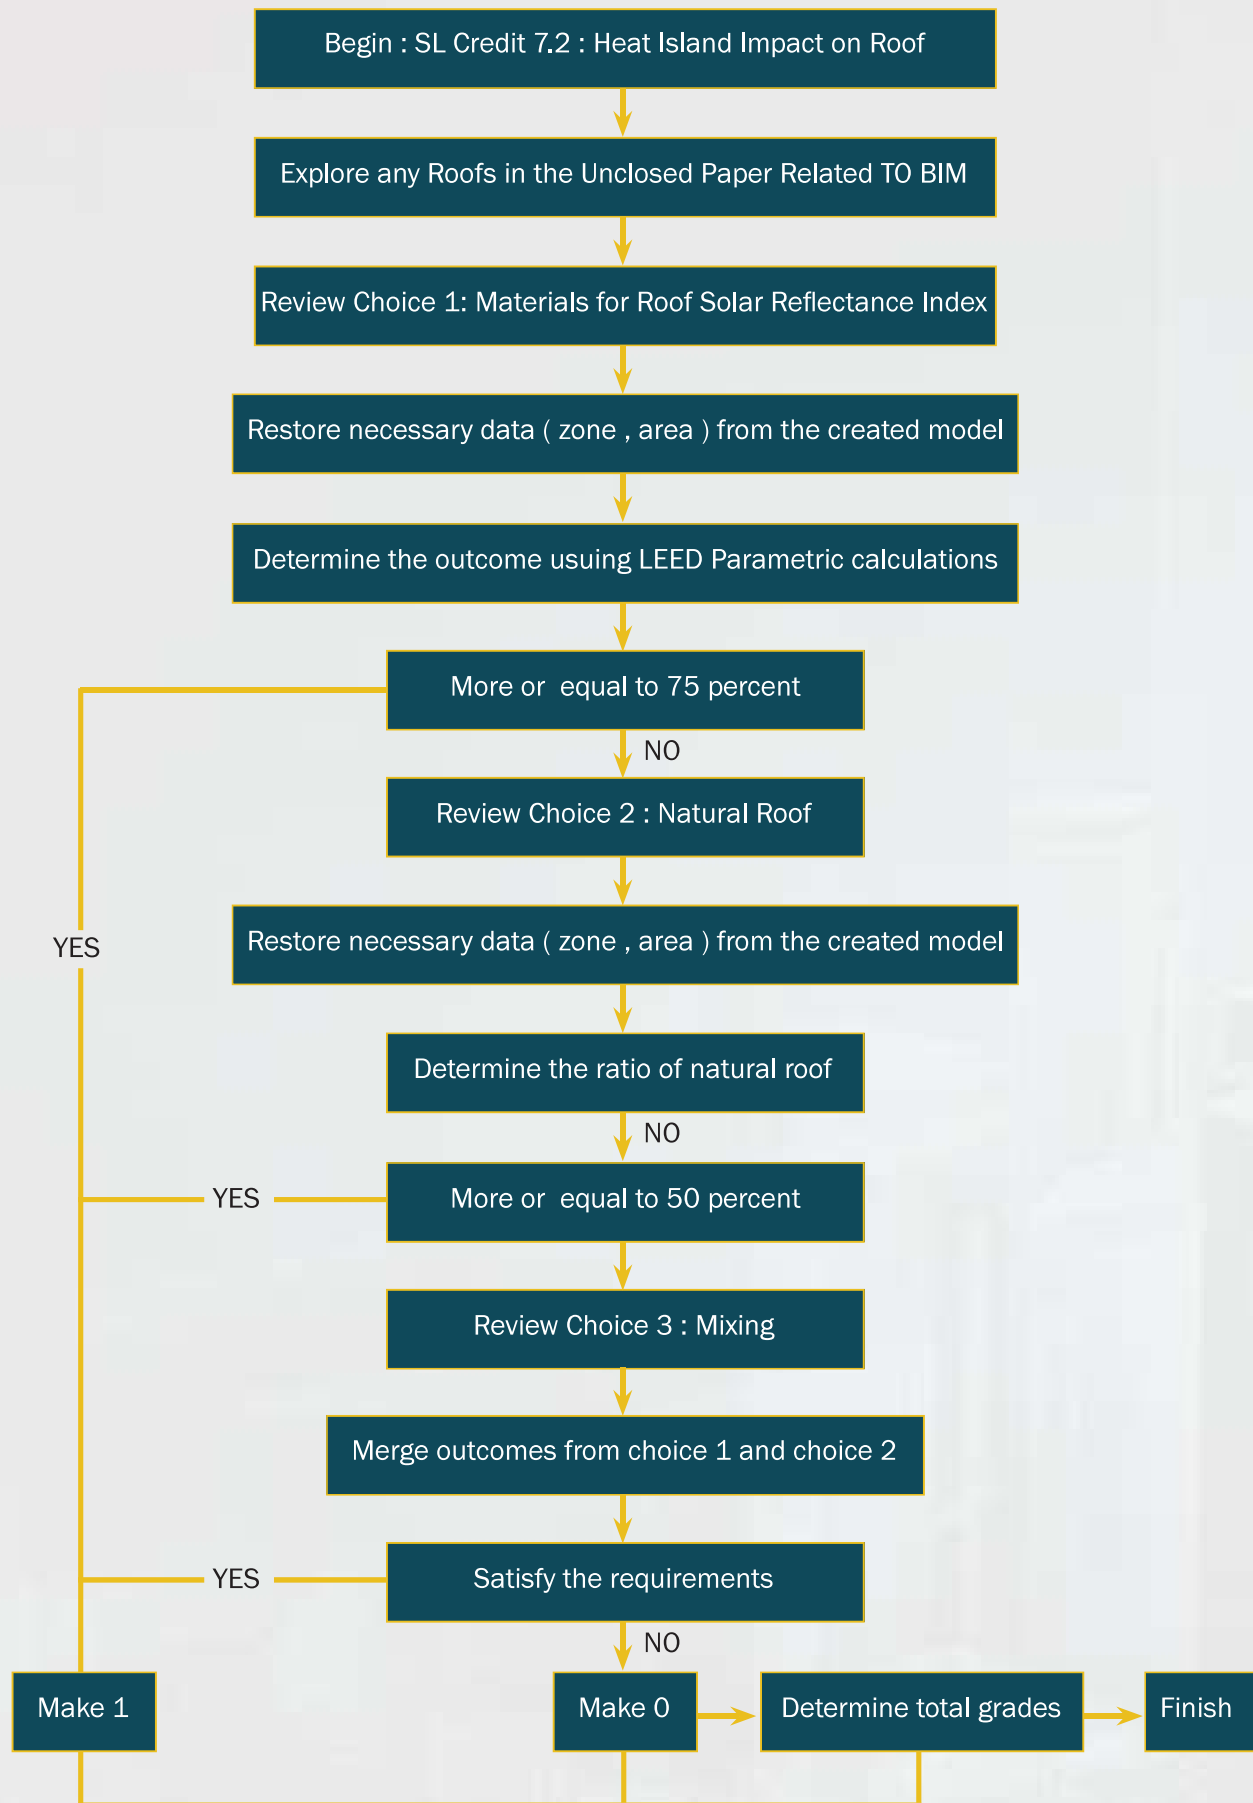 Begin : SL Credit 7.2 : Heat Island Impact on Roof
Explore any Roofs in the Unclosed Paper Related TO BIM
Review Choice 1: Materials for Roof Solar Reflectance Index
Restore necessary data ( zone , area ) from the created model
Determine the outcome usuing LEED Parametric calculations
More or equal to 75 percent
NO
Review Choice 2 : Natural Roof
YES
Restore necessary data ( zone , area ) from the created model
Determine the ratio of natural roof
NO
YES
More or equal to 50 percent
Review Choice 3 : Mixing
Merge outcomes from choice 1 and choice 2
YES
Satisfy the requirements
NO
Make 1
Make 0
Determine total grades
Finish